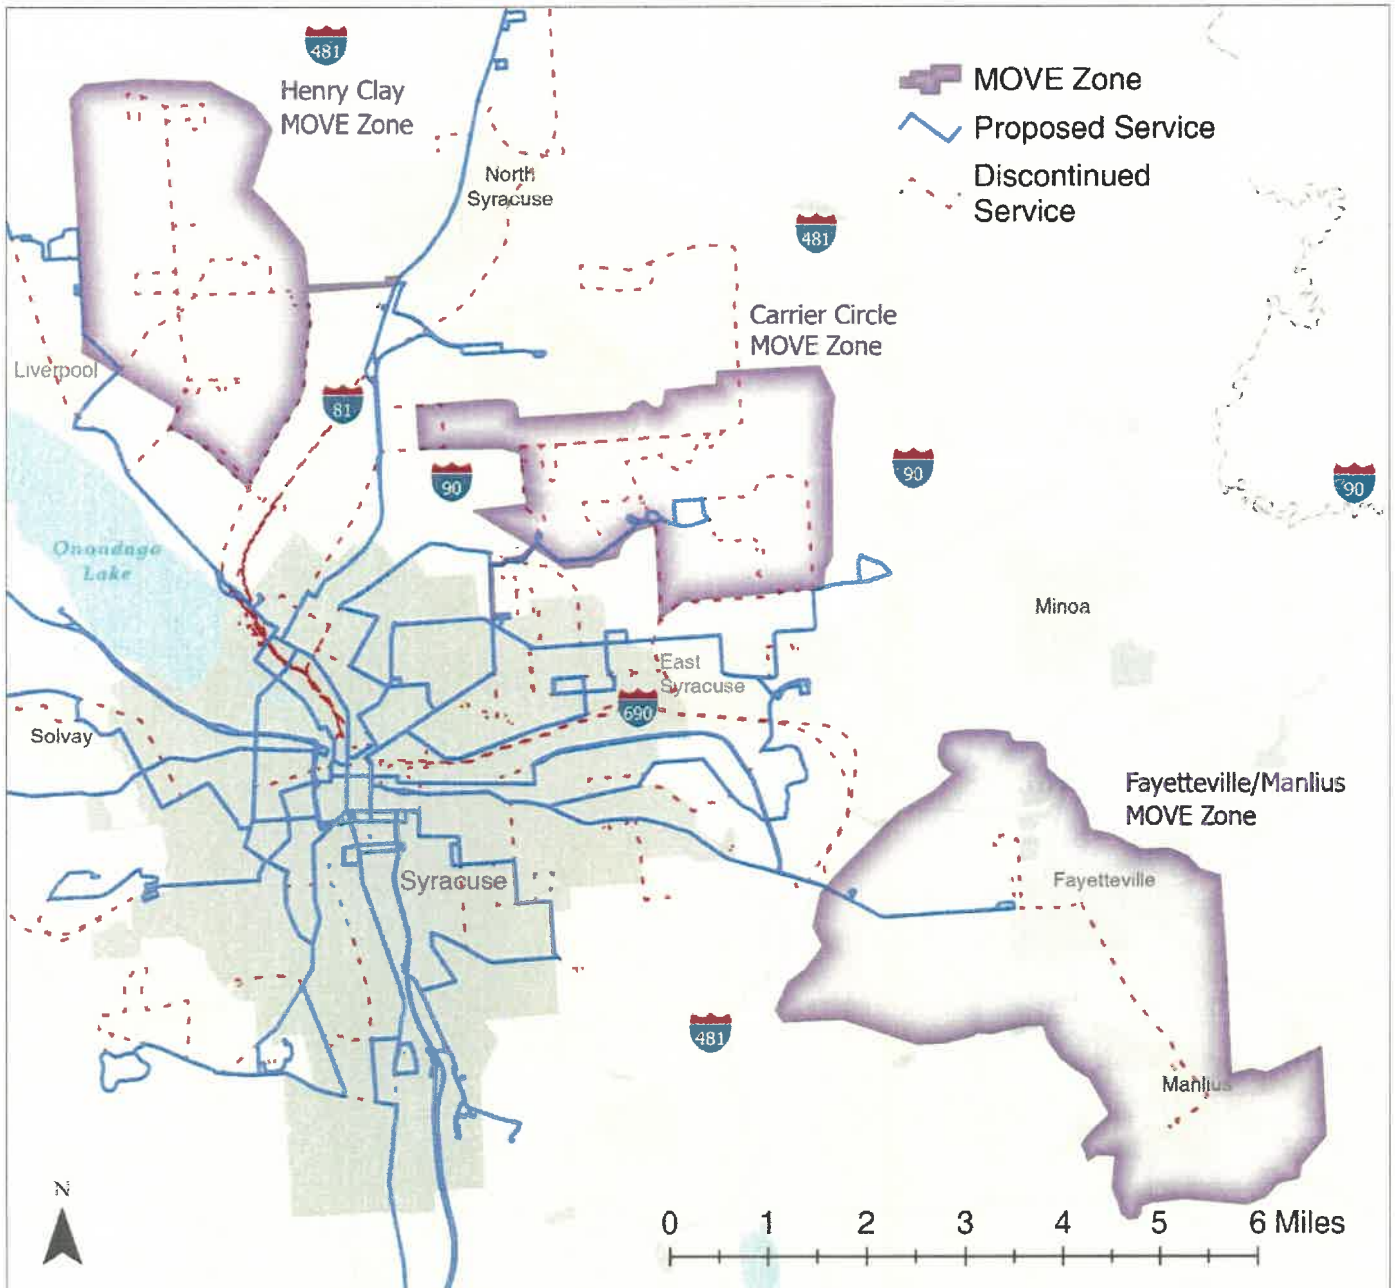 481
Henry Clay
MOVE Zone
MOVE Zone
Proposed Service
Discontinued
Service
North
Syracuse
481
Carrier Circle
MOVE Zone
Liverpool
81
90
90
90
Onondaga
Lake
Minoa
East
Syracuse
690
Solvay
Fayetteville/Manlius
MOVE Zone
Syracuse
Fayetteville
481
Manlius
N
0 1 2 3 4 5 6 Miles